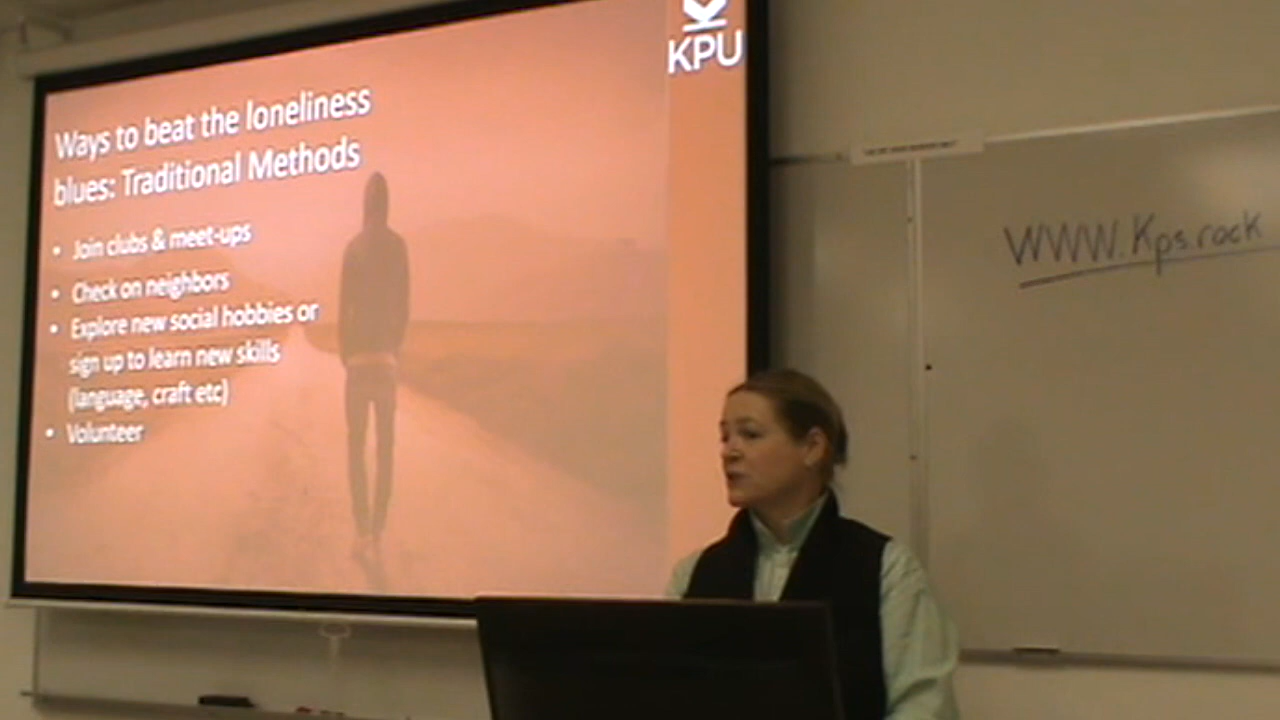 KPU
Ways to beat the loneliness
blues: Traditional Methods
• Join clubs & meet-ups
• Check on neighbors
• Explore new social hobbies or
sign up to learn new skills
(language, craft etc)
• Volunteer
WWW.Kps.rock